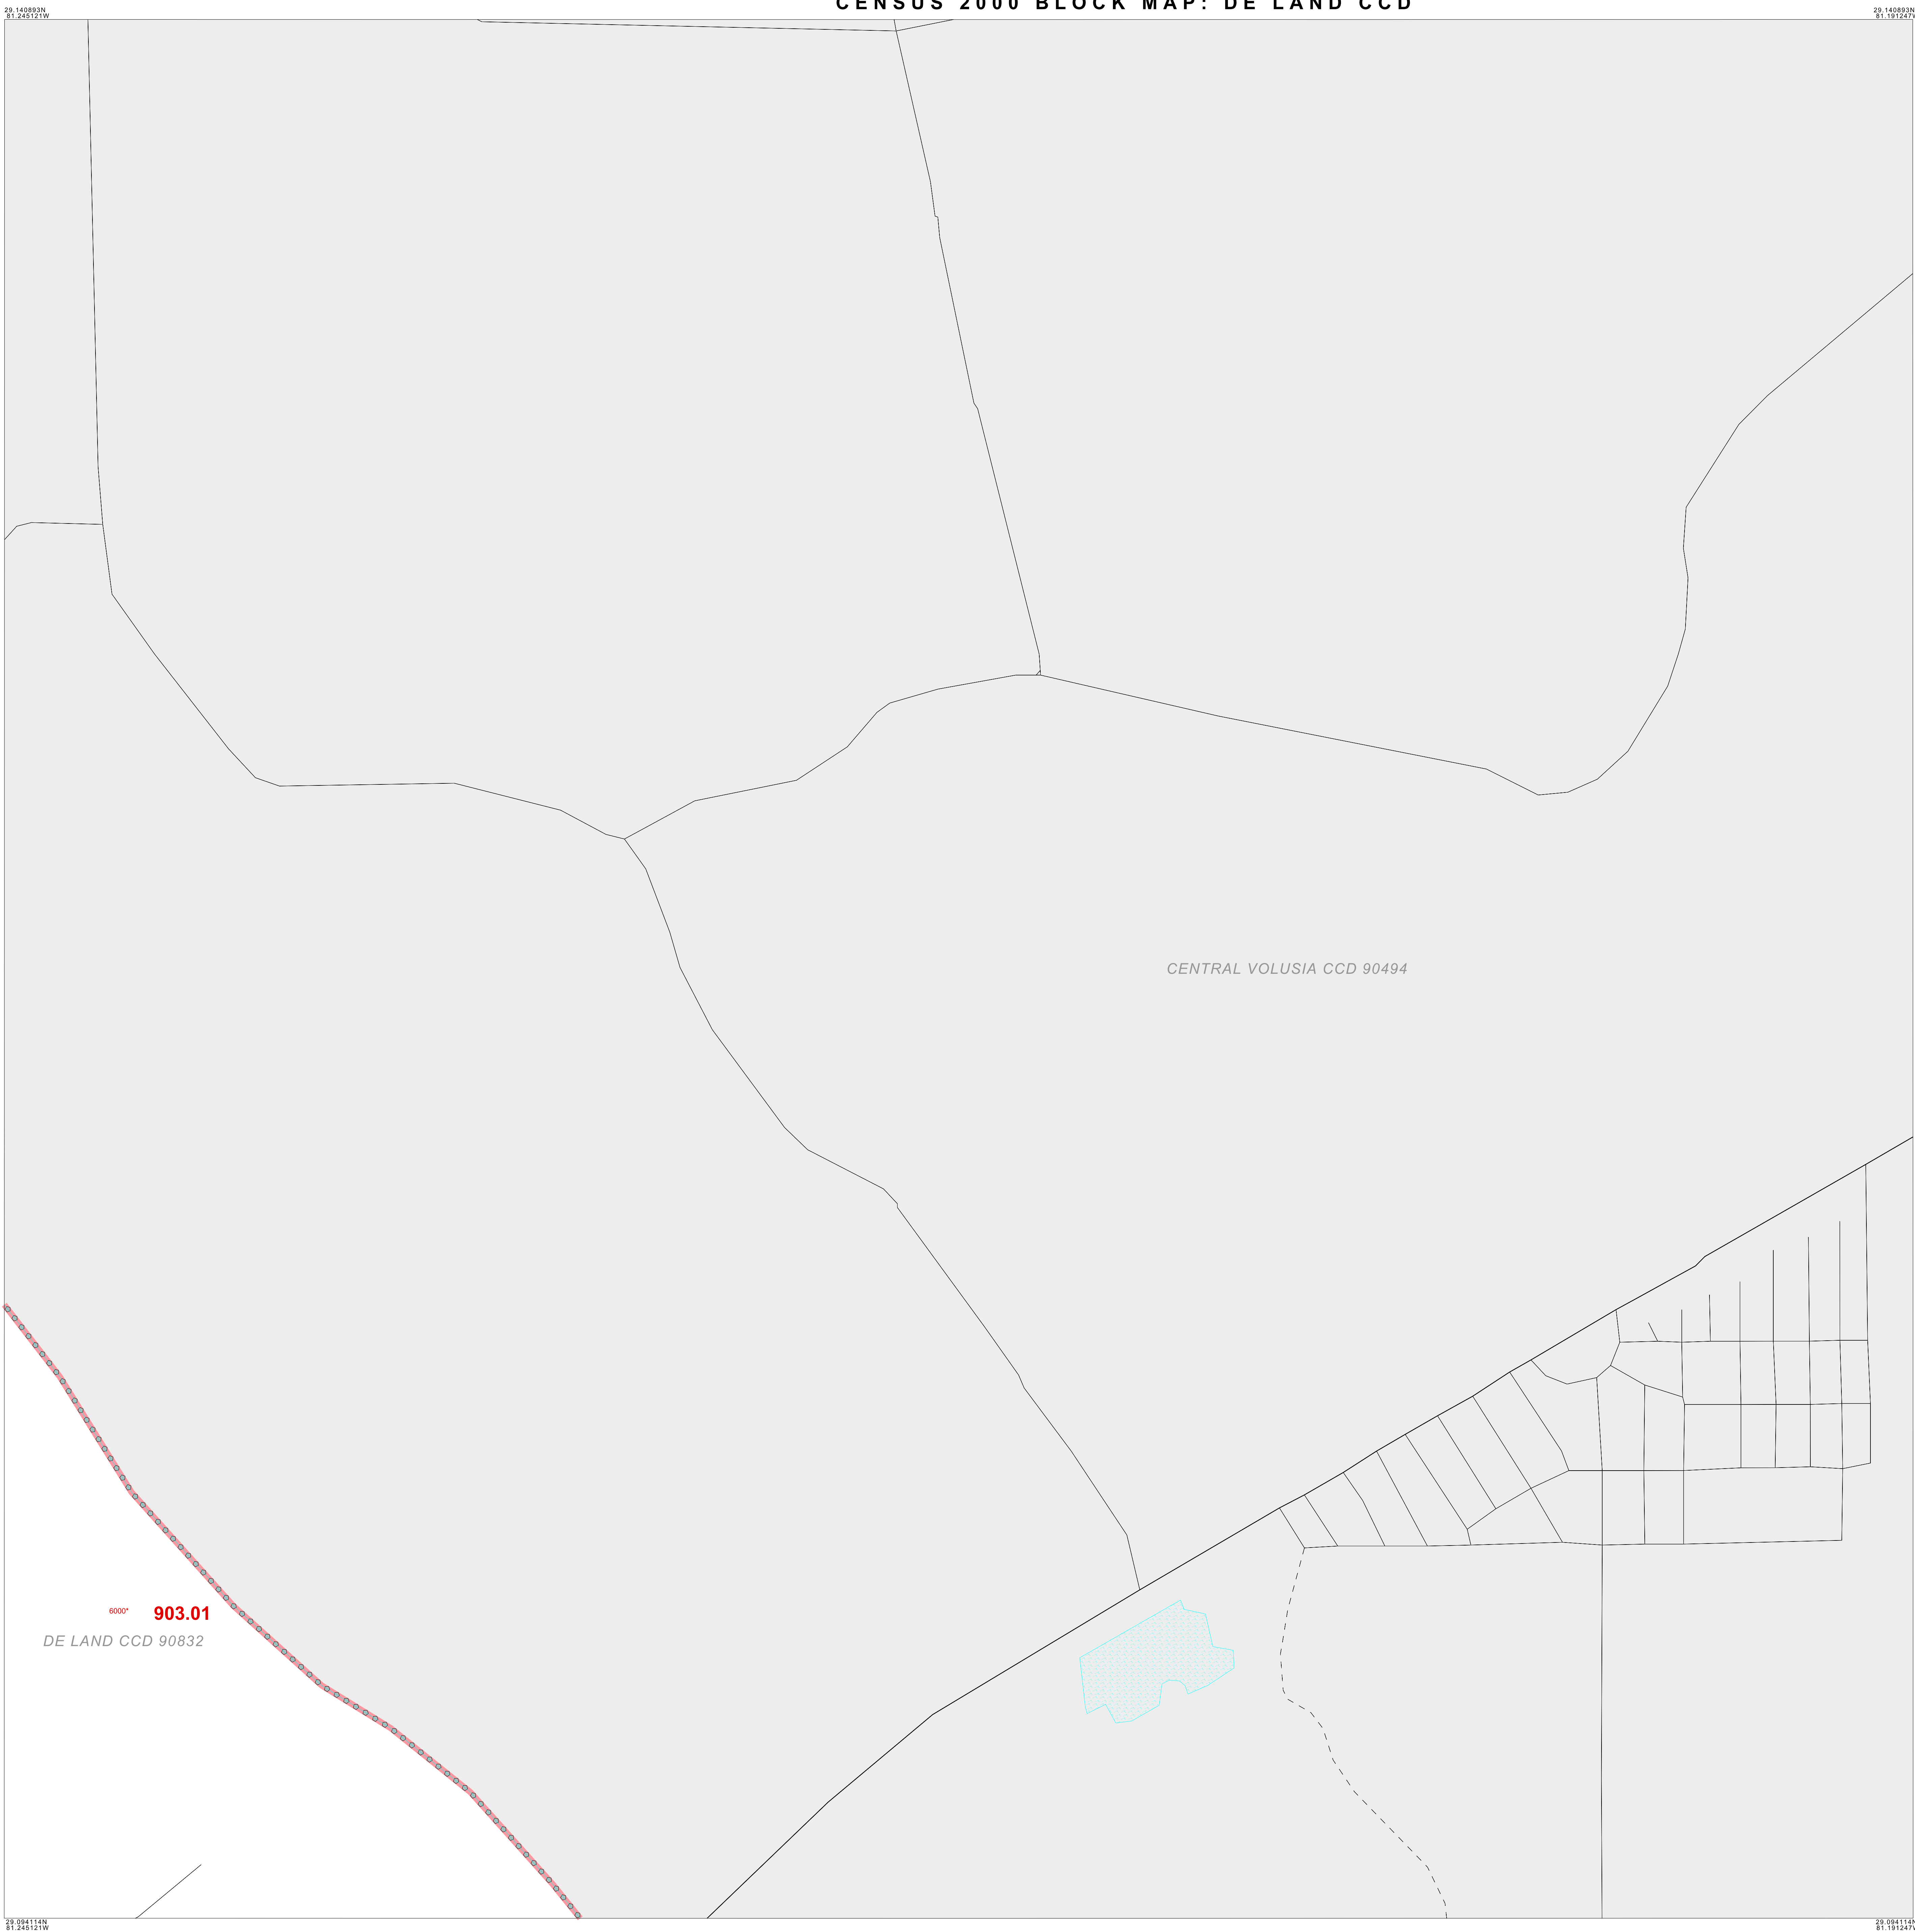 CENSUS 2000 BLOCK MAP: DE LAND CCD
29.140893N
81.245121W
29.140893N
81.191247W
CENTRAL VOLUSIA CCD 90494
6000* 903.01
DE LAND CCD 90832
29.094114N
81.245121W
29.094114N
81.191247W